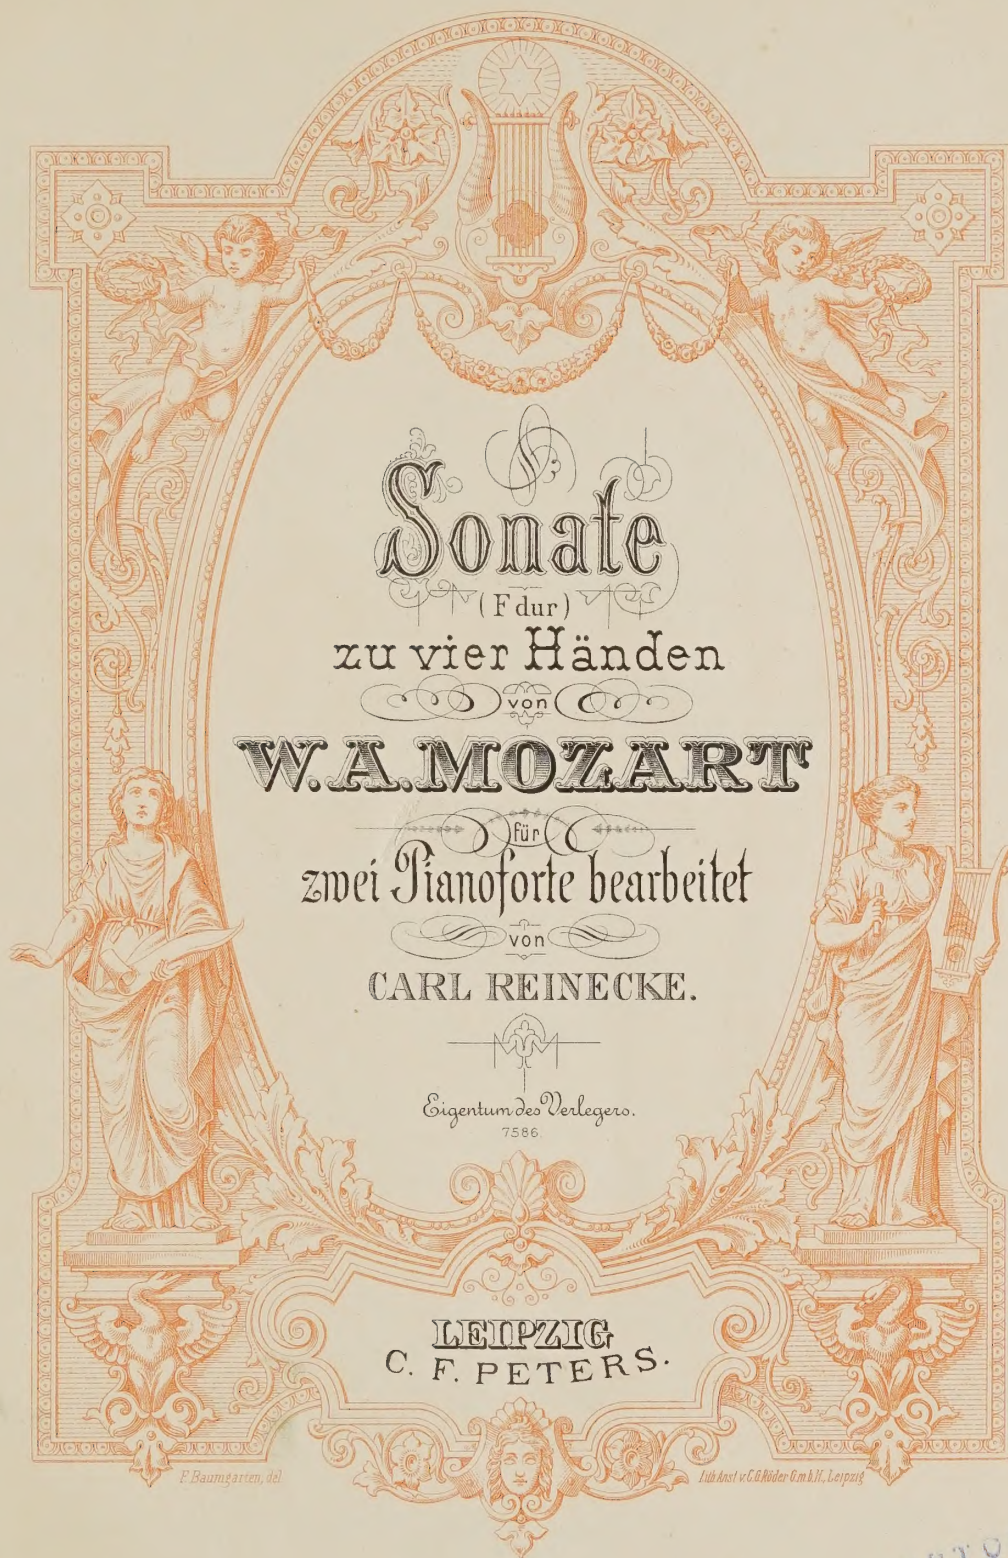 Sonate
(F dur)
zu vier Händen
von
W. A. MOZART
für
zwei Pianoforte bearbeitet
von
CARL REINECKE.
Eigentum des Verlegers.
7586.
LEIPZIG
C. F. PETERS.
F. Baumgarten, del.
Lith. Anst. v. C. G. Röder G. m. b. H., Leipzig